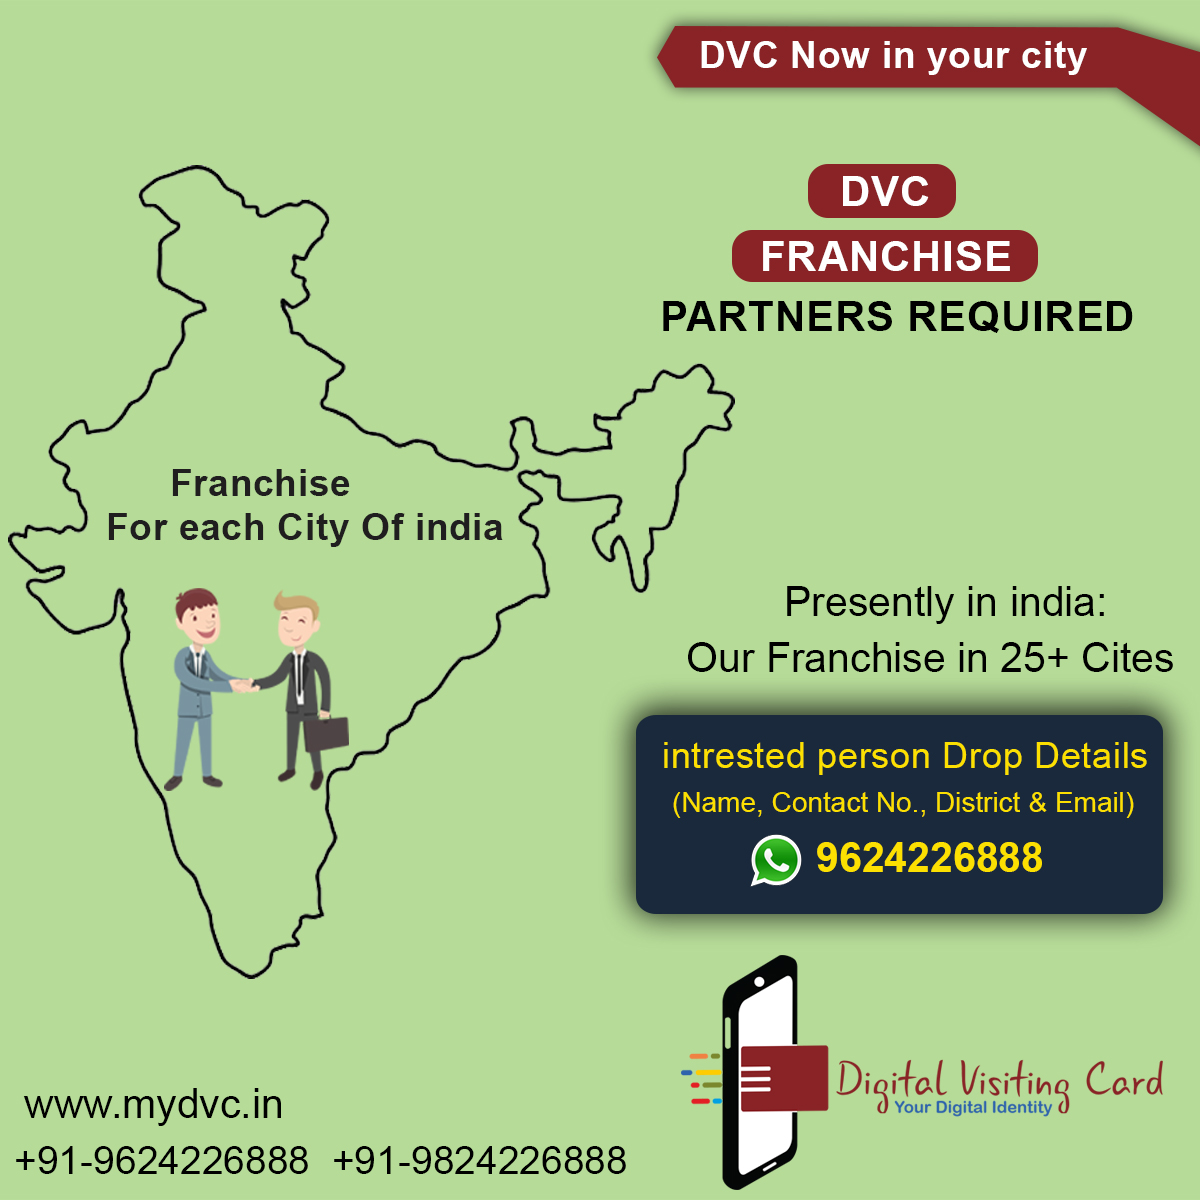 DVC Now in your city
DVC
FRANCHISE
PARTNERS REQUIRED
Franchise
For each City Of india
Presently in india:
Our Franchise in 25+ Cites
intrested person Drop Details
(Name, Contact No., District & Email)
9624226888
Digital Visiting Card
Your Digital Identity
www.mydvc.in
+91-9624226888 +91-9824226888